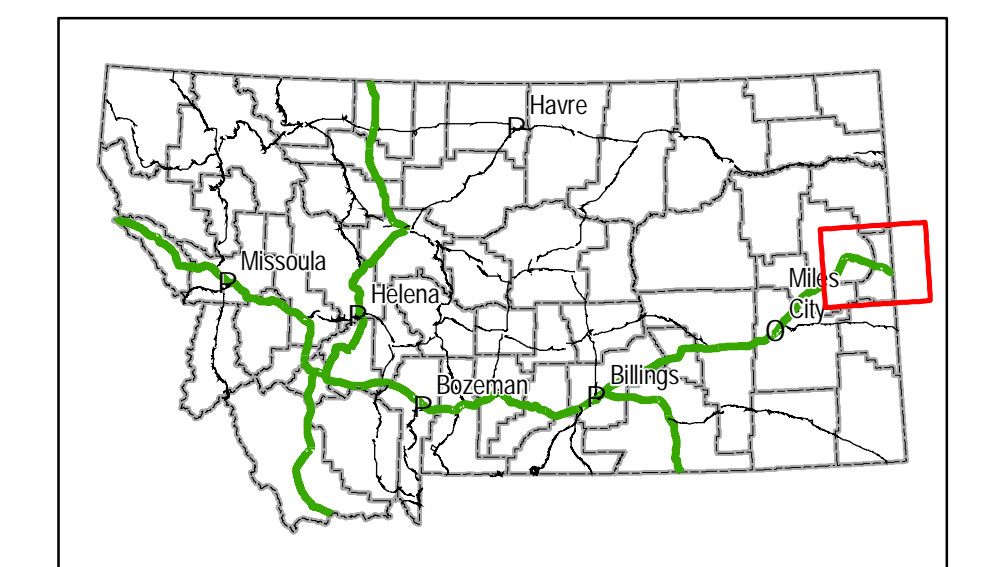 Havre
P
Missoula
P
Helena
P
Miles
City
O
Billings
P
Bozeman
P